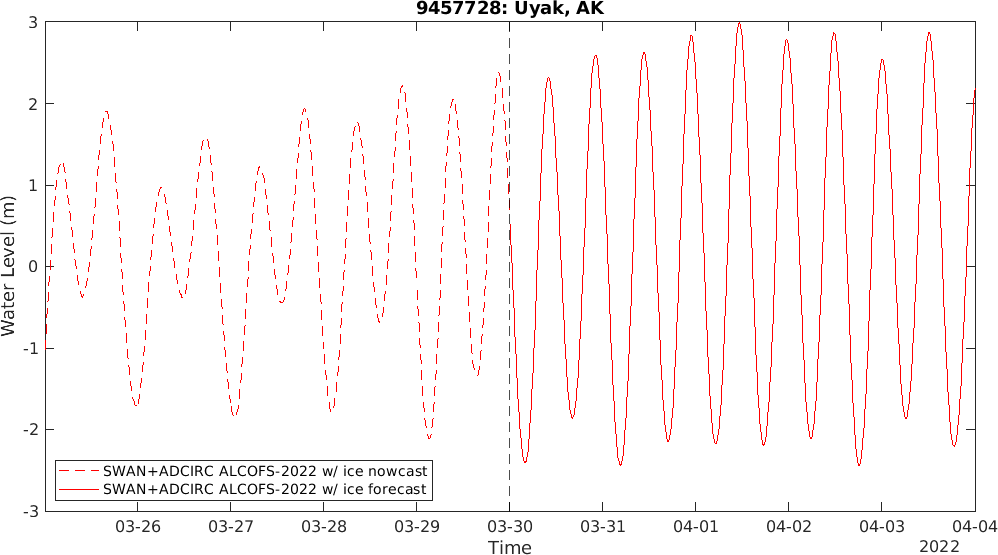 9457728: Uyak, AK
3
2
1
0
-1
-2
-3
Water Level (m)
SWAN+ADCIRC ALCOFS-2022 w/ ice nowcast
SWAN+ADCIRC ALCOFS-2022 w/ ice forecast
03-26 03-27 03-28 03-29 03-30 03-31 04-01 04-02 04-03 04-04
Time
2022